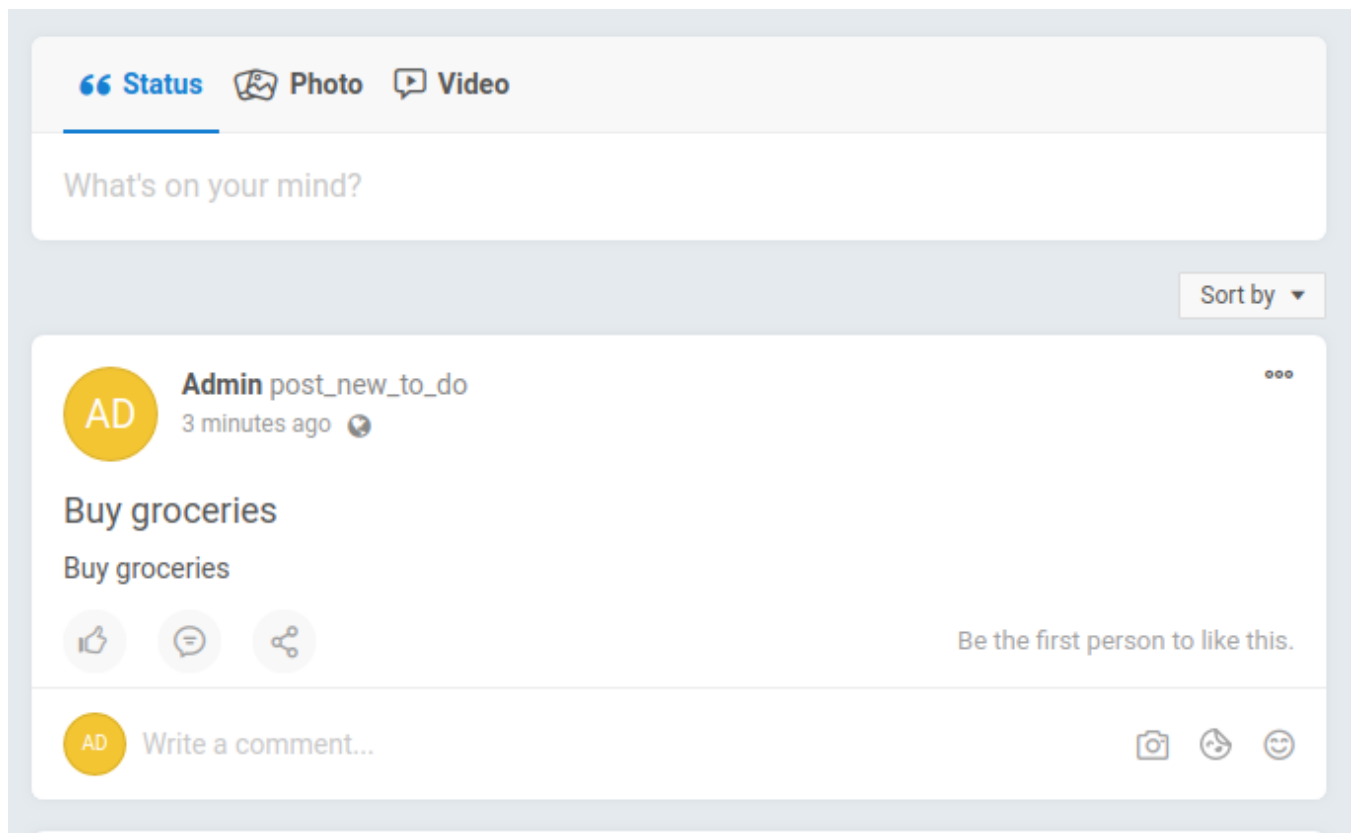 Status Photo Video
What's on your mind?
Sort by
Admin post_new_to_do
AD
3 minutes ago
Buy groceries
Buy groceries
Be the first person to like this.
AD Write a comment...